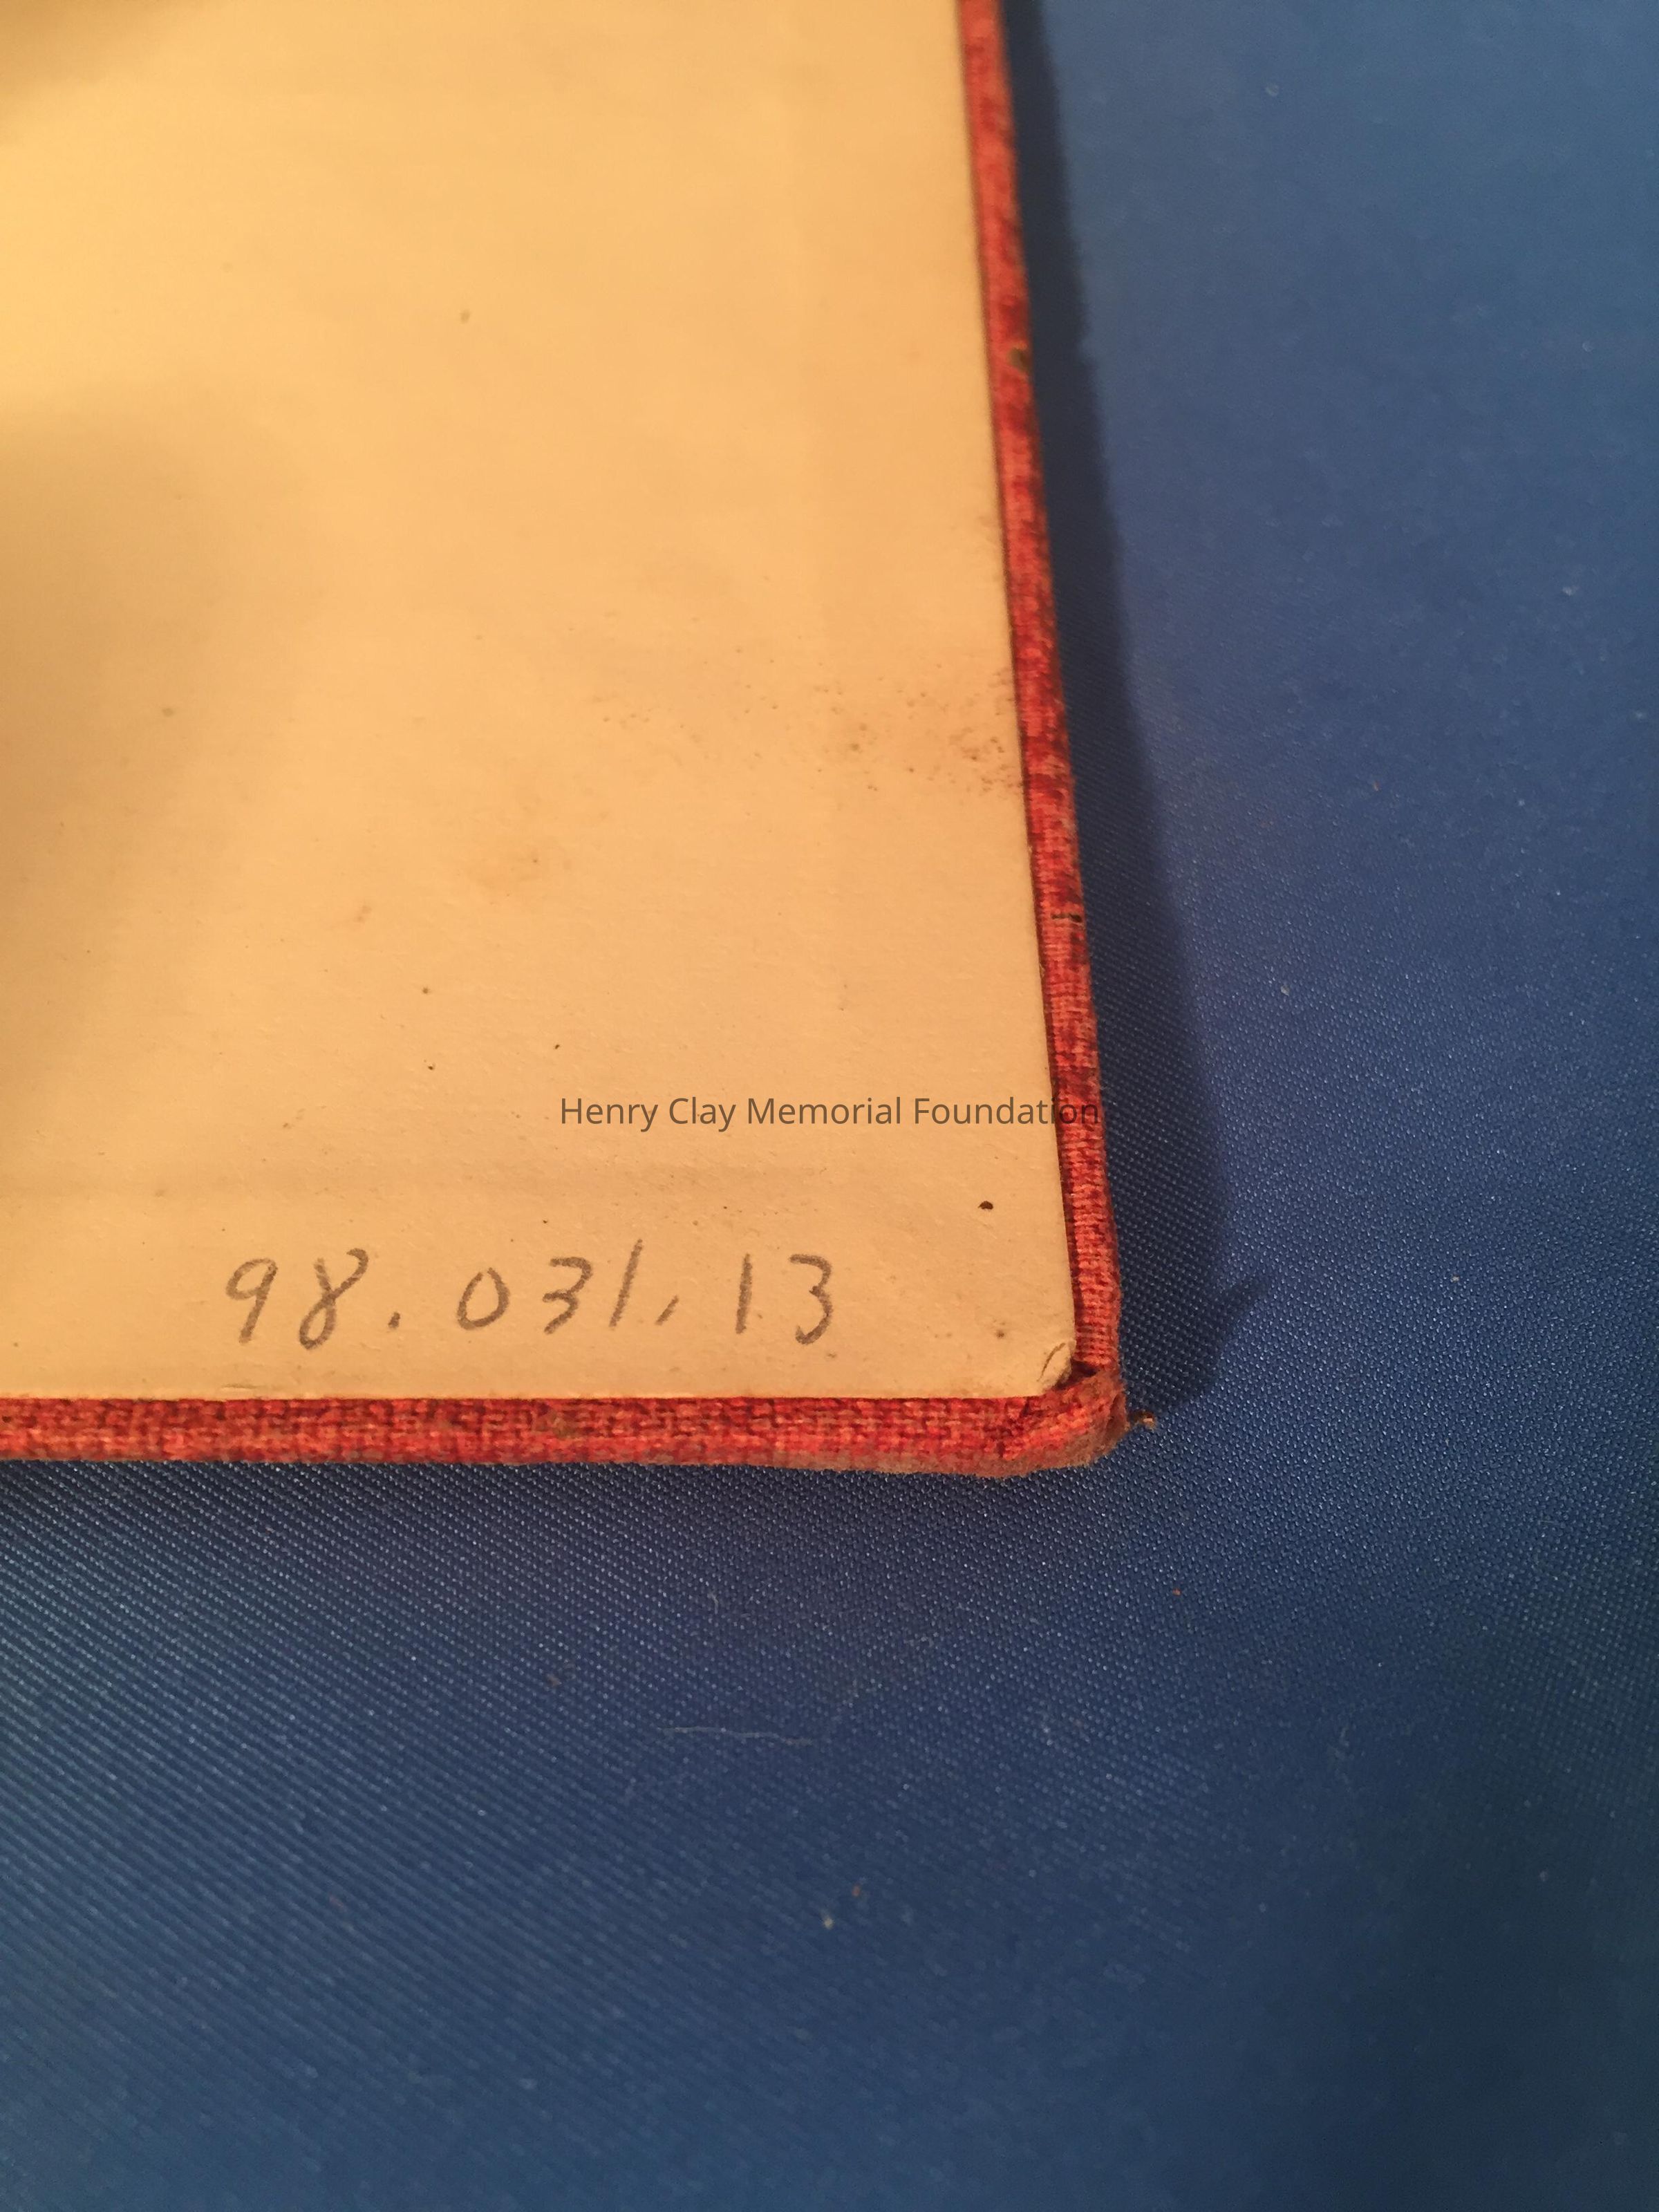 Henry Clay Memorial Foundation
98.031.13